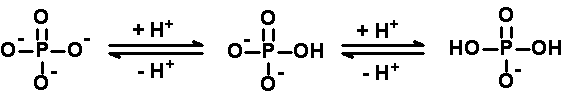 O O O
+ H⁺ + H⁺
O⁻ P O⁻ O⁻ P OH HO P OH
- H⁺ - H⁺
O⁻ O⁻ O⁻